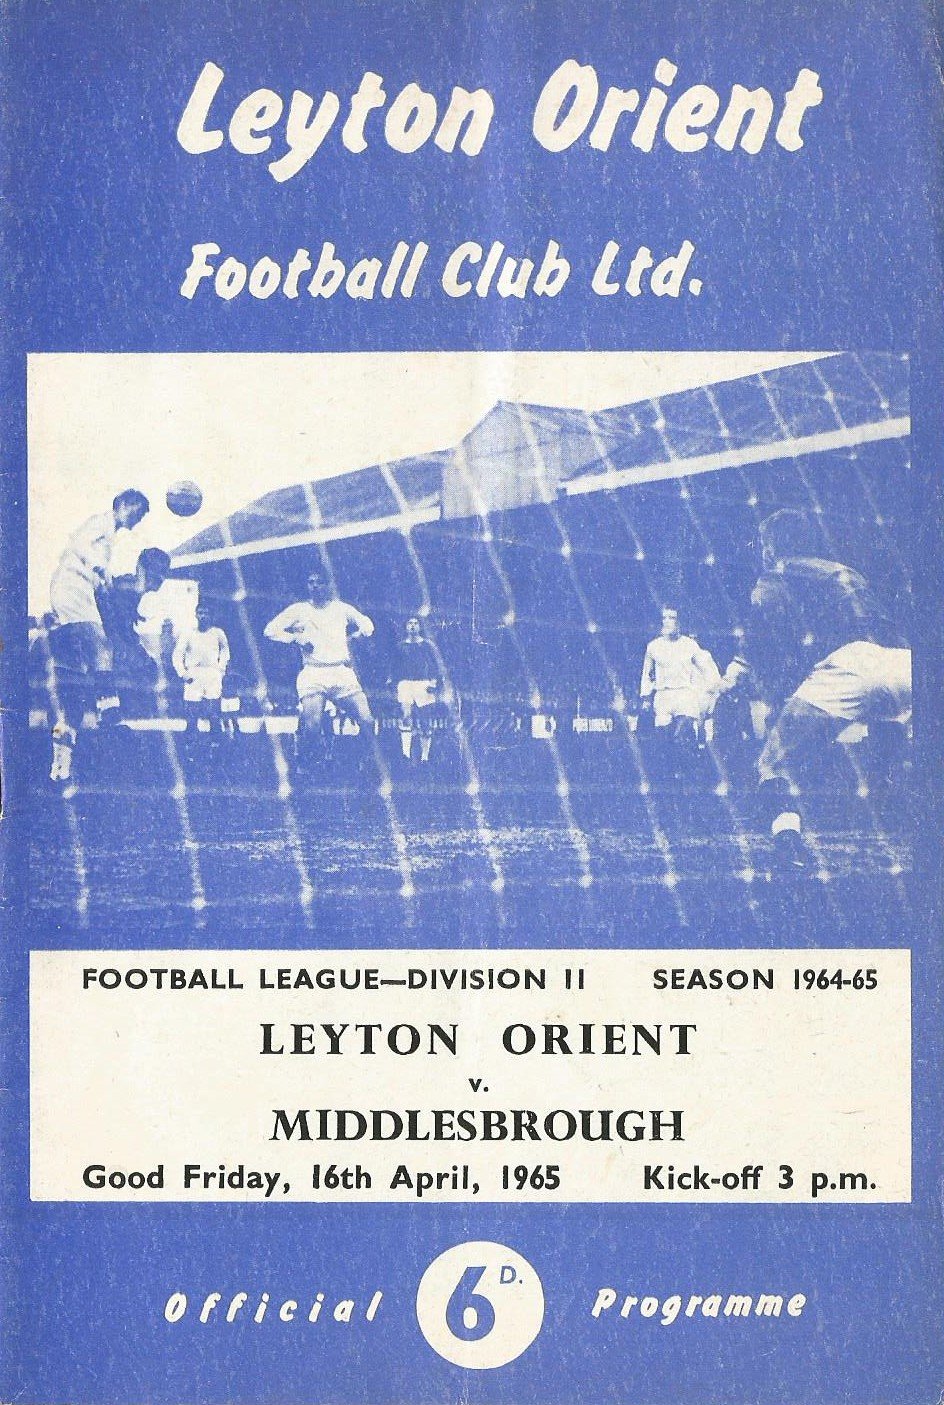 Leyton Orient
Football Club Ltd.
FOOTBALL LEAGUE—DIVISION II SEASON 1964-65
LEYTON ORIENT
v.
MIDDLESBROUGH
Good Friday, 16th April, 1965 Kick-off 3 p.m.
Official 6D. Programme